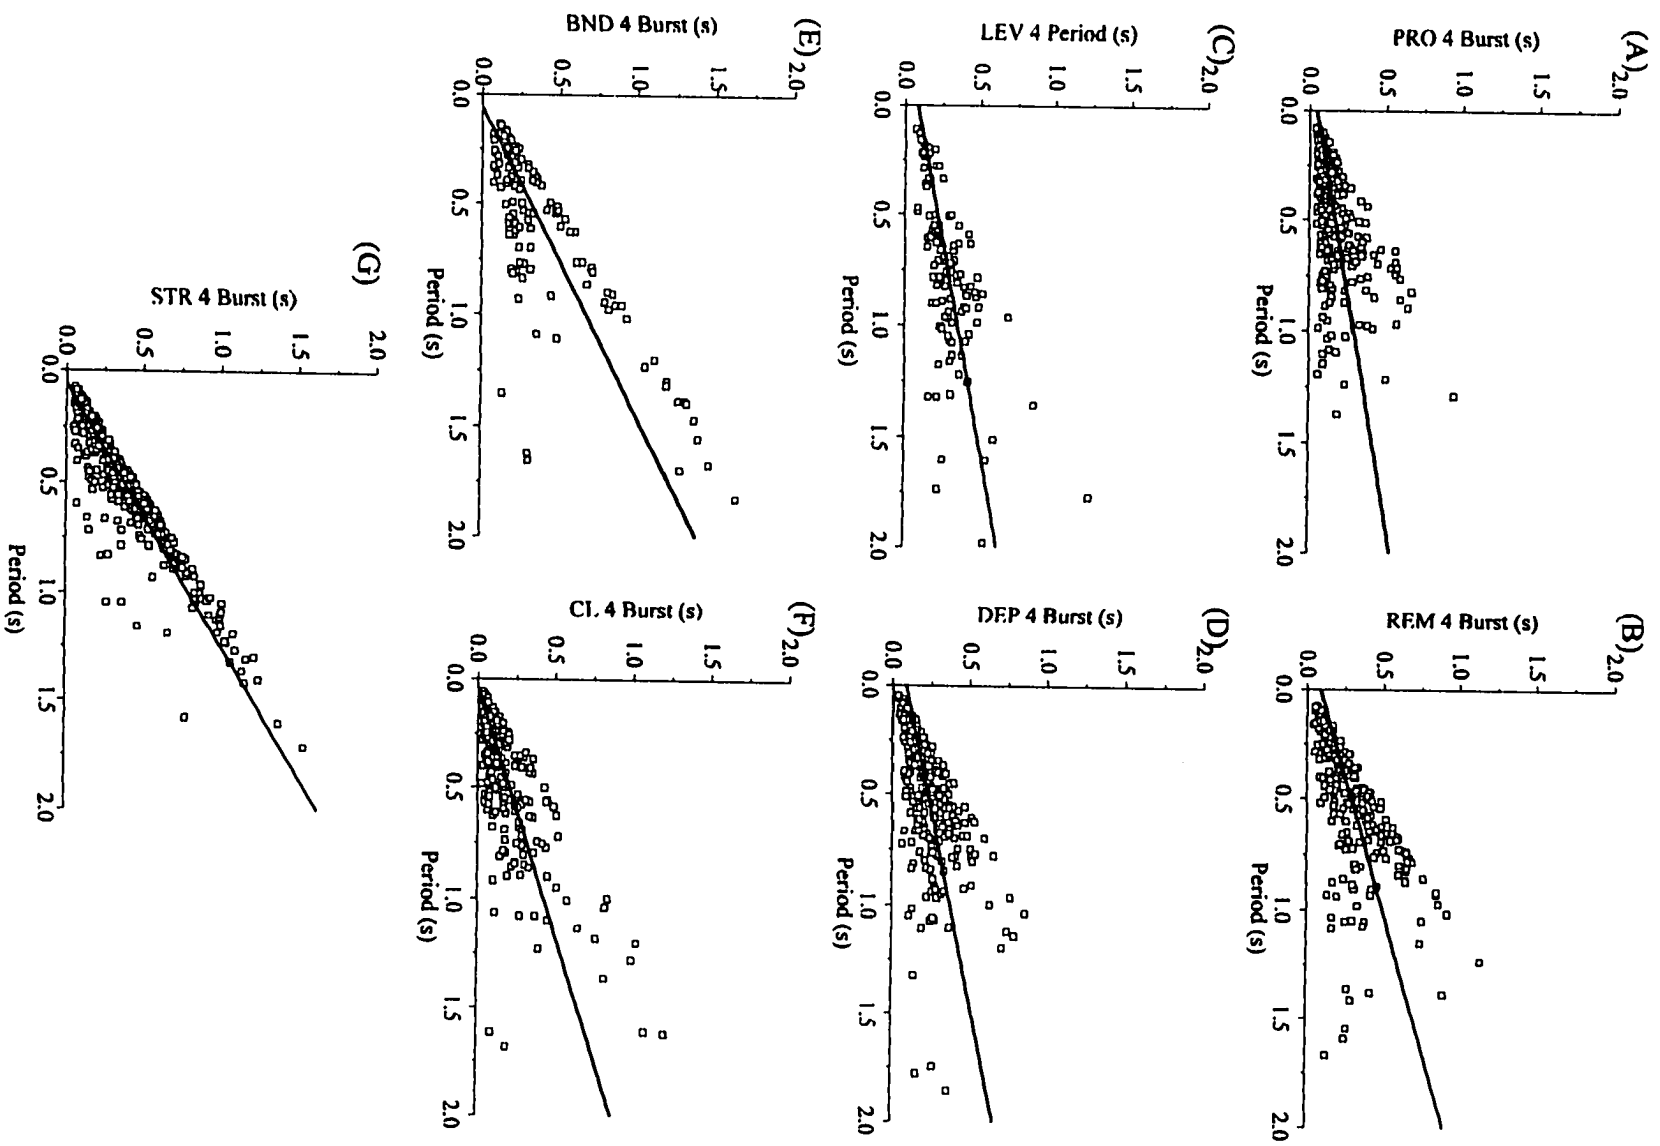 (A)
PRO 4 Burst (s)
2.0
1.5
1.0
0.5
0.0
0.0 0.5 1.0 1.5 2.0
Period (s)
(B)
REM 4 Burst (s)
2.0
1.5
1.0
0.5
0.0
0.0 0.5 1.0 1.5 2.0
Period (s)
(C)
LEV 4 Period (s)
2.0
1.5
1.0
0.5
0.0
0.0 0.5 1.0 1.5 2.0
Period (s)
(D)
DEP 4 Burst (s)
2.0
1.5
1.0
0.5
0.0
0.0 0.5 1.0 1.5 2.0
Period (s)
(E)
BND 4 Burst (s)
2.0
1.5
1.0
0.5
0.0
0.0 0.5 1.0 1.5 2.0
Period (s)
(F)
CL 4 Burst (s)
2.0
1.5
1.0
0.5
0.0
0.0 0.5 1.0 1.5 2.0
Period (s)
(G)
STR 4 Burst (s)
2.0
1.5
1.0
0.5
0.0
0.0 0.5 1.0 1.5 2.0
Period (s)